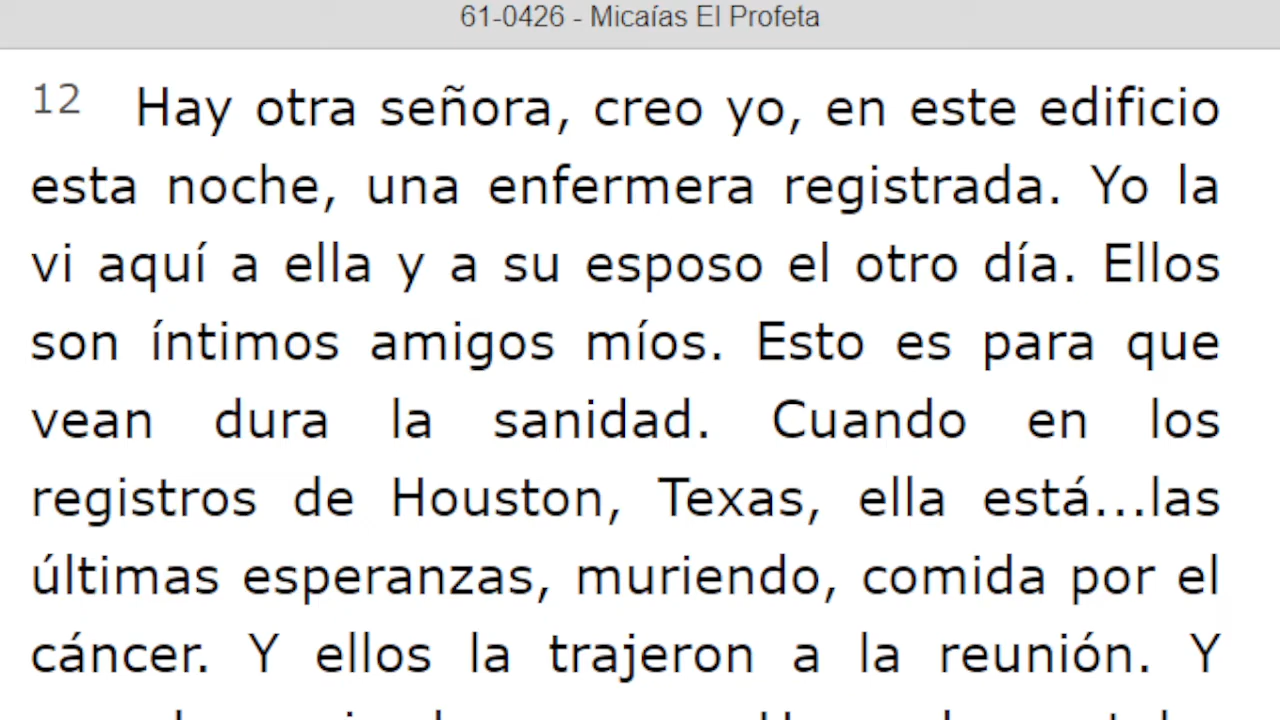 61-0426 - Micaías El Profeta
12 Hay otra señora, creo yo, en este edificio
esta noche, una enfermera registrada. Yo la
vi aquí a ella y a su esposo el otro día. Ellos
son íntimos amigos míos. Esto es para que
vean dura la sanidad. Cuando en los
registros de Houston, Texas, ella está...las
últimas esperanzas, muriendo, comida por el
cáncer. Y ellos la trajeron a la reunión. Y